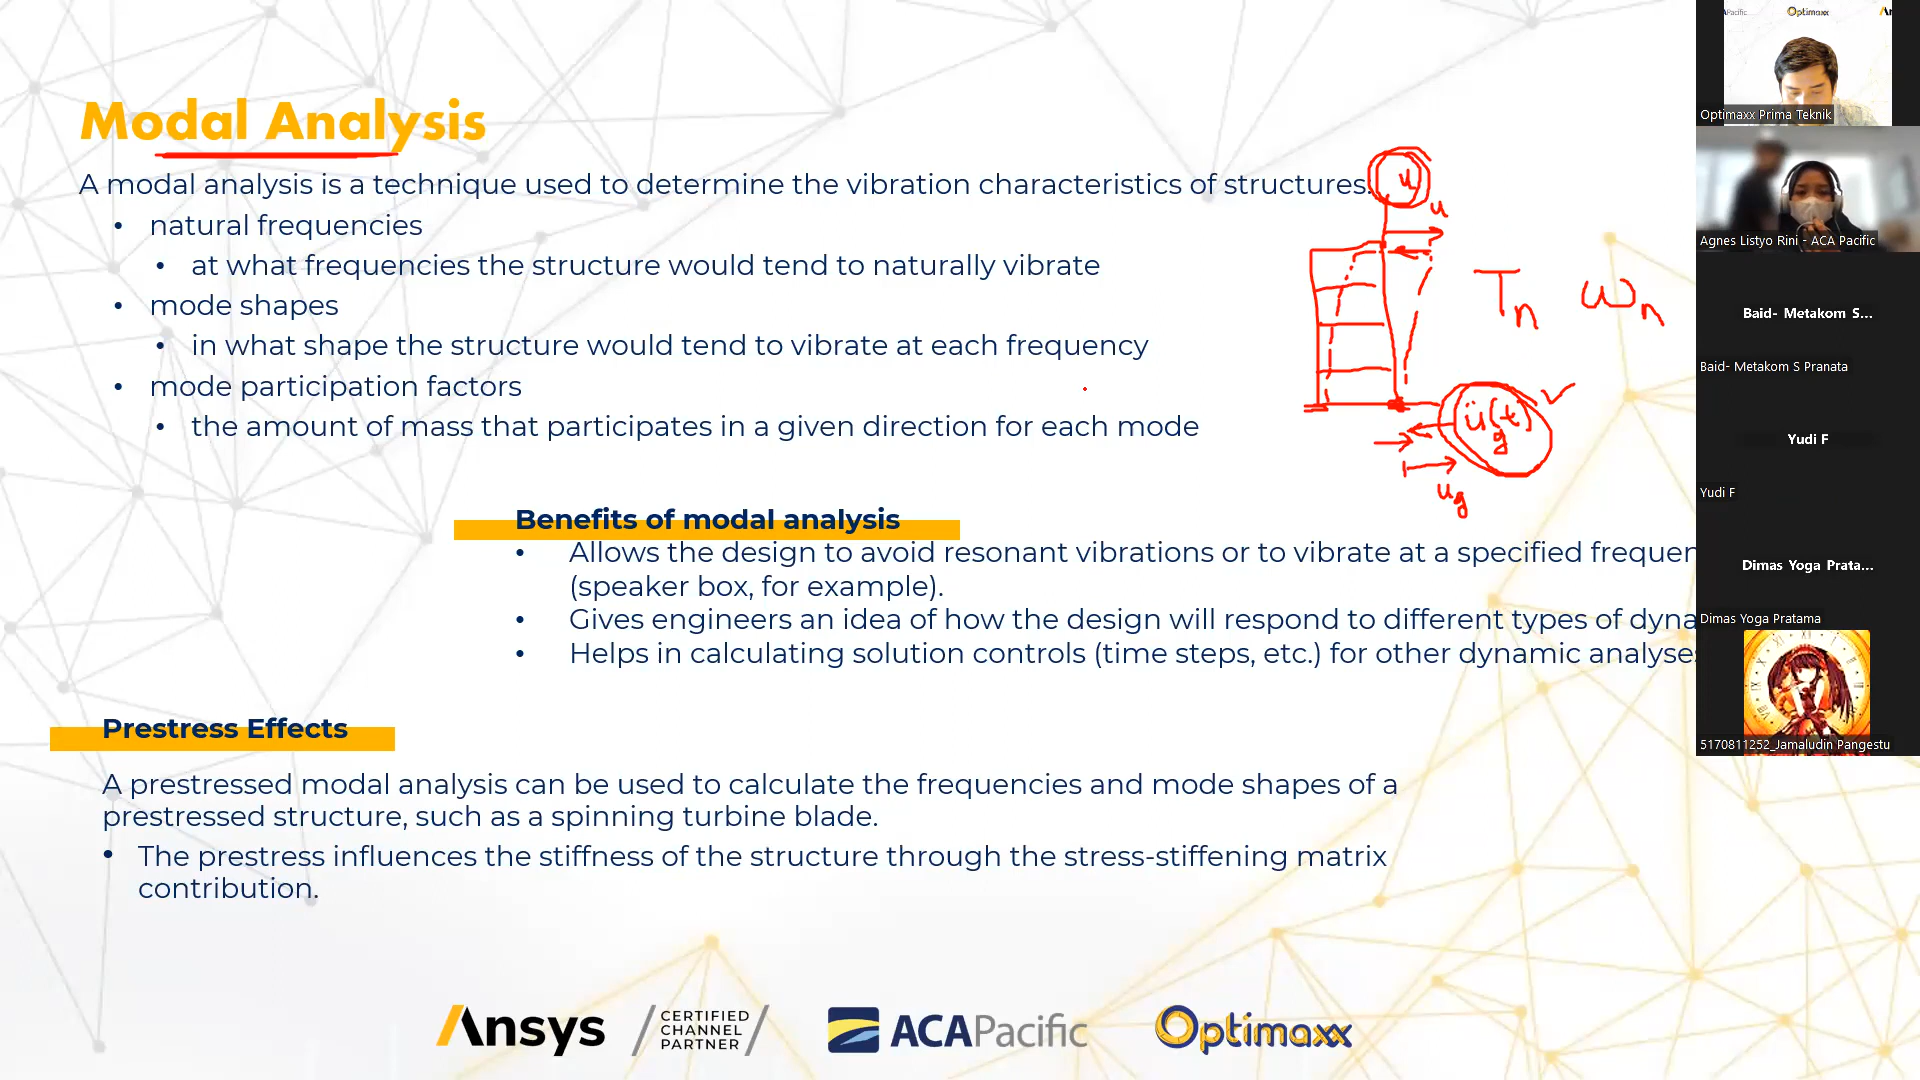 Modal Analysis
A modal analysis is a technique used to determine the vibration characteristics of structures.
• natural frequencies
• at what frequencies the structure would tend to naturally vibrate
• mode shapes
• in what shape the structure would tend to vibrate at each frequency
• mode participation factors
• the amount of mass that participates in a given direction for each mode
u
u
Tn ωn
ü(t)
g
ug
Benefits of modal analysis
• Allows the design to avoid resonant vibrations or to vibrate at a specified frequen
(speaker box, for example).
• Gives engineers an idea of how the design will respond to different types of dyna
• Helps in calculating solution controls (time steps, etc.) for other dynamic analyses
Prestress Effects
A prestressed modal analysis can be used to calculate the frequencies and mode shapes of a
prestressed structure, such as a spinning turbine blade.
• The prestress influences the stiffness of the structure through the stress-stiffening matrix
contribution.
Ansys
CERTIFIED
CHANNEL
PARTNER
ACAPacific
Optimaxx
Pacific
Optimaxx
Optimaxx Prima Teknik
Agnes Listyo Rini - ACA Pacific
Baid- Metakom S...
Baid- Metakom S Pranata
Yudi F
Yudi F
Dimas Yoga Prata...
Dimas Yoga Pratama
5170811252_Jamaludin Pangestu